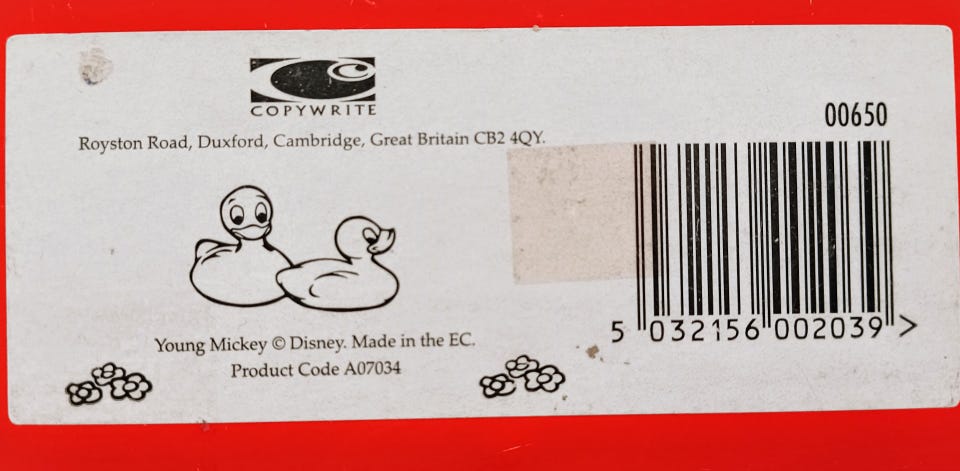 COPYWRITE
Royston Road, Duxford, Cambridge, Great Britain CB2 4QY.
00650
5 032156 002039 >
Young Mickey © Disney. Made in the EC.
Product Code A07034